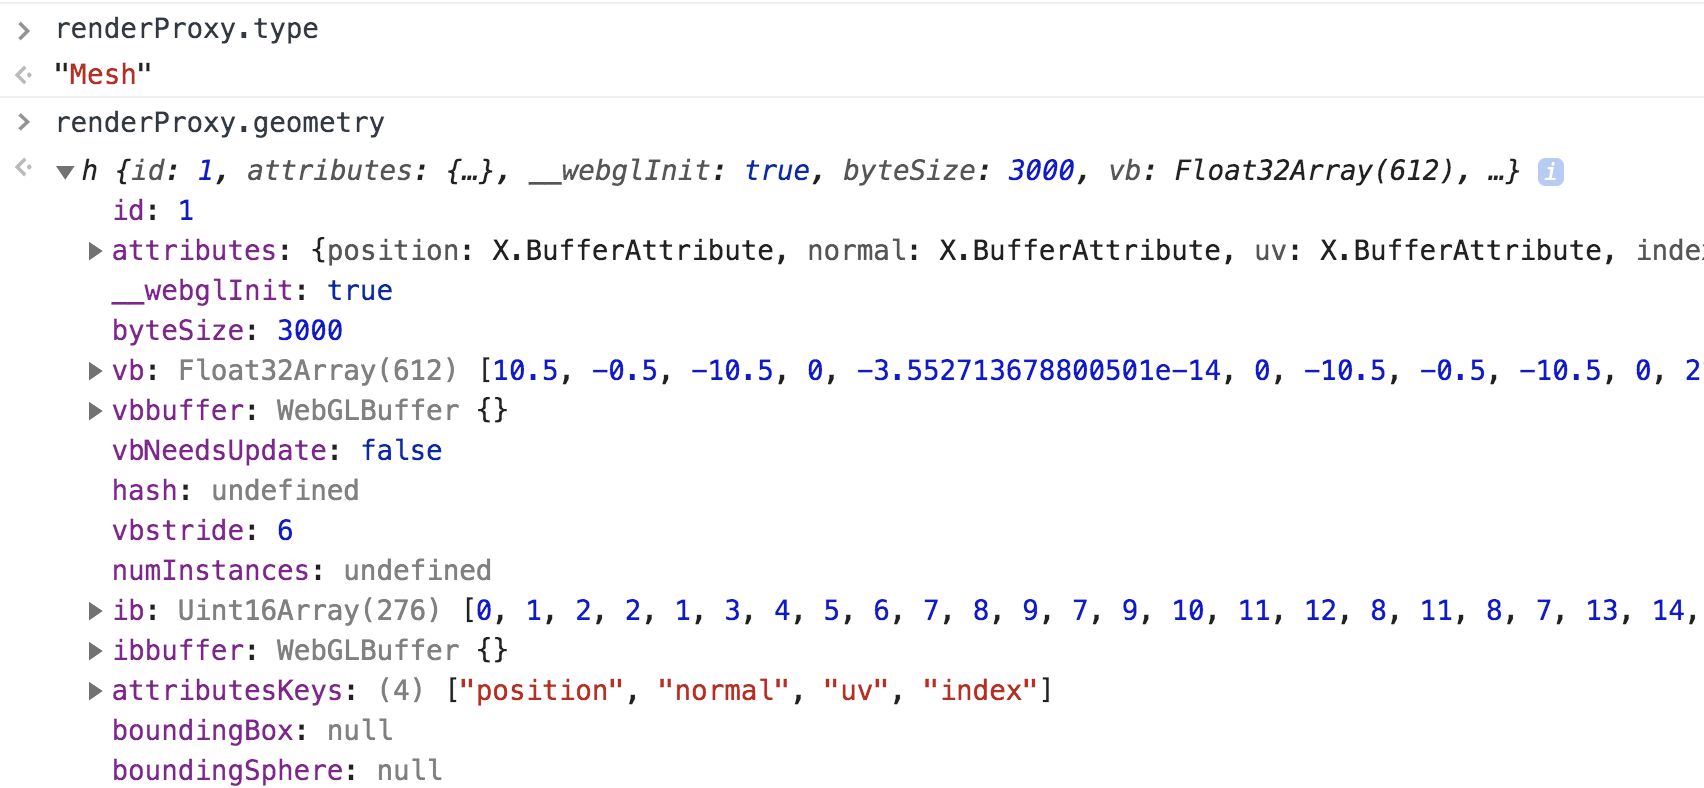 > renderProxy.type
"Mesh"
> renderProxy.geometry
▼h {id: 1, attributes: {…}, __webglInit: true, byteSize: 3000, vb: Float32Array(612), …} i
id: 1
▶attributes: {position: X.BufferAttribute, normal: X.BufferAttribute, uv: X.BufferAttribute, inde
__webglInit: true
byteSize: 3000
▶vb: Float32Array(612) [10.5, -0.5, -10.5, 0, -3.552713678800501e-14, 0, -10.5, -0.5, -10.5, 0, 2
▶vbbuffer: WebGLBuffer {}
vbNeedsUpdate: false
hash: undefined
vbstride: 6
numInstances: undefined
▶ib: Uint16Array(276) [0, 1, 2, 2, 1, 3, 4, 5, 6, 7, 8, 9, 7, 9, 10, 11, 12, 8, 11, 8, 7, 13, 14,
▶ibbuffer: WebGLBuffer {}
▶attributesKeys: (4) ["position", "normal", "uv", "index"]
boundingBox: null
boundingSphere: null